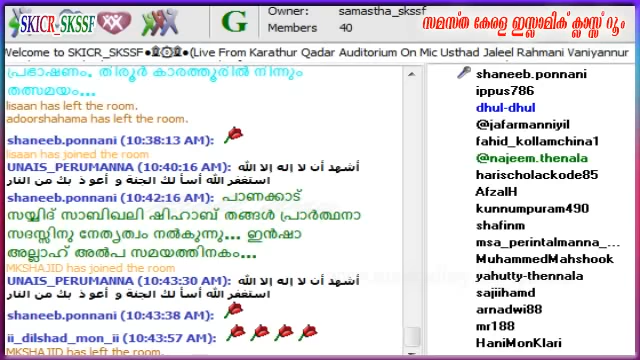 SKICR_SKSSF
G
Owner: samastha_skssf
Members 40
സമസ്ത കേരള ഇസ്ലാമിക് ക്ലാസ്സ് റൂം
Welcome to SKICR_SKSSF●۩۞۩●(Live From Karathur Qadar Auditorium On Mic Usthad Jaleel Rahmani Vaniyannur
പ്രഭാഷണം. തിരൂർ കാരത്തൂരിൽ നിന്നും
തത്സമയം...
lisaan has left the room.
adoorshahama has left the room.
shaneeb.ponnani (10:38:13 AM):
lisaan has joined the room
UNAIS_PERUMANNA (10:40:16 AM): أشهد أن لا إله إلا الله
استغفر الله أسأ لك الجنة و أعو ذ بك من النار
shaneeb.ponnani (10:42:16 AM): പാണക്കാട്
സയ്യിദ് സാബിഖലി ഷിഹാബ് തങ്ങൾ പ്രാർത്ഥനാ
സദസ്സിനു നേതൃത്വം നൽകുന്നു... ഇൻഷാ
അല്ലാഹ് അൽപ സമയത്തിനകം...
MKSHAJID has joined the room
UNAIS_PERUMANNA (10:43:30 AM): أشهد أن لا إله إلا الله
استغفر الله أسأ لك الجنة و أعو ذ بك من النار
shaneeb.ponnani (10:43:38 AM):
ii_dilshad_mon_ii (10:43:57 AM):
MKSHAJID has left the room.
shaneeb.ponnani
ippus786
dhul-dhul
@jafarmanniyil
fahid_kollamchina1
@najeem.thenala
harischolackode85
AfzalH
kunnumpuram490
shafinm
msa_perintalmanna_...
MuhammedMahshook
yahutty-thennala
sajiihamd
arnadwi88
mr188
HaniMonKlari